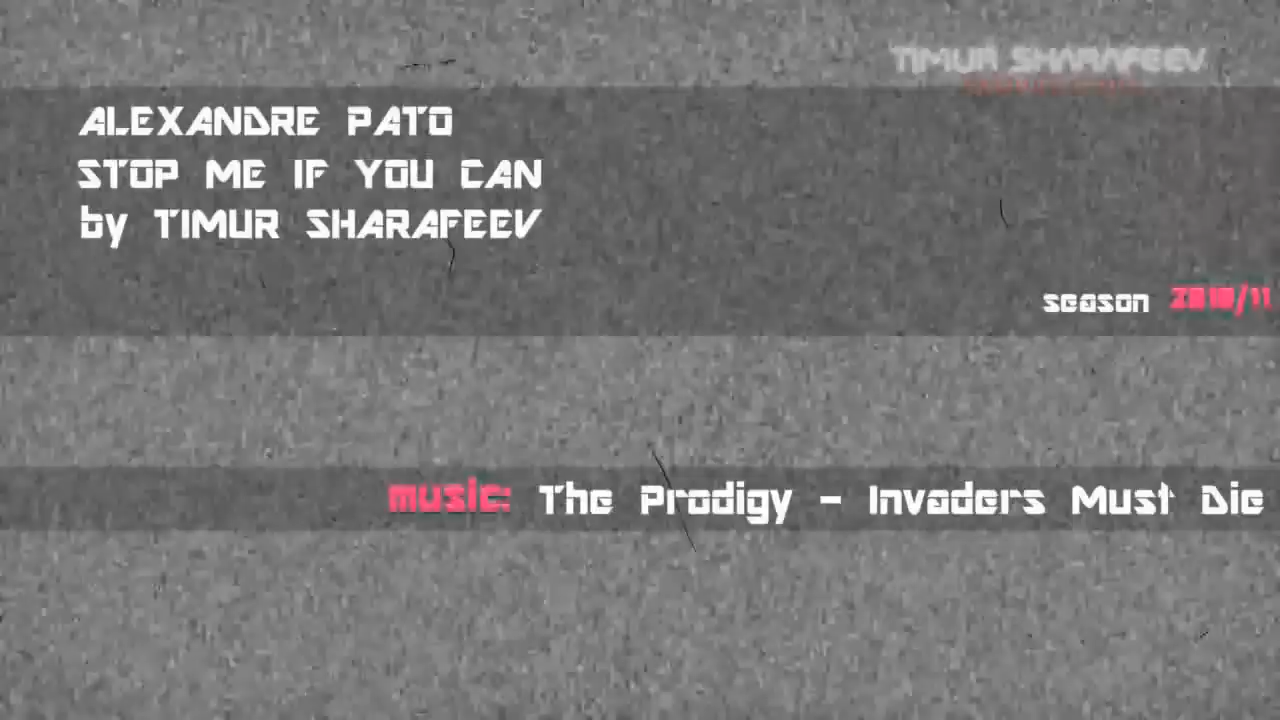 TIMUR SHARAFEEV
ALEXANDRE PATO
STOP ME IF YOU CAN
by TIMUR SHARAFEEV
season 2010/11
music: The Prodigy - Invaders Must Die